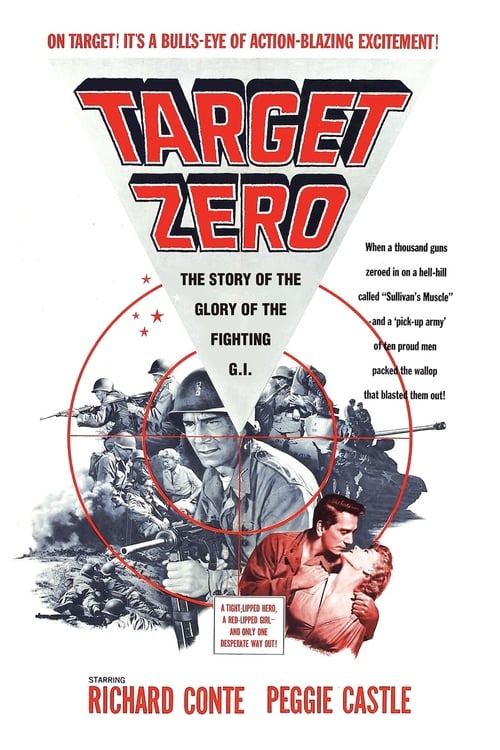 ON TARGET! IT'S A BULL'S-EYE OF ACTION-BLAZING EXCITEMENT!
TARGET
ZERO
THE STORY OF THE
GLORY OF THE
FIGHTING
G.I.
When a thousand guns
zeroed in on a hell-hill
called "Sullivan's Muscle"
-and a 'pick-up army'
of ten proud men
packed the wallop
that blasted them out!
A TIGHT-LIPPED HERO,
A RED-LIPPED GIRL-
AND ONLY ONE
DESPERATE WAY OUT!
STARRING
RICHARD CONTE PEGGIE CASTLE